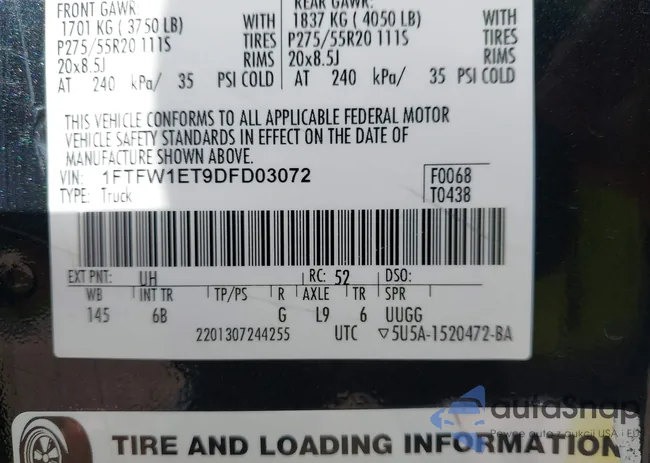 FRONT GAWR REAR GAWR:
1701 KG ( 3750 LB) WITH 1837 KG ( 4050 LB) WITH
P275/55R20 111S TIRES P275/55R20 111S TIRES
20x8.5J RIMS 20x8.5J RIMS
AT 240 kPa/ 35 PSI COLD AT 240 kPa/ 35 PSI COLD
THIS VEHICLE CONFORMS TO ALL APPLICABLE FEDERAL MOTOR
VEHICLE SAFETY STANDARDS IN EFFECT ON THE DATE OF
MANUFACTURE SHOWN ABOVE.
VIN: 1FTFW1ET9DFD03072 F0068
TYPE: Truck T0438
EXT PNT: UH RC: 52 DSO:
WB INT TR TP/PS R AXLE TR SPR
145 6B G L9 6 UUGG
2201307244255 UTC ▽5U5A-1520472-BA
autoSnap
Pewne auto z aukcji USA i EU
TIRE AND LOADING INFORMATION